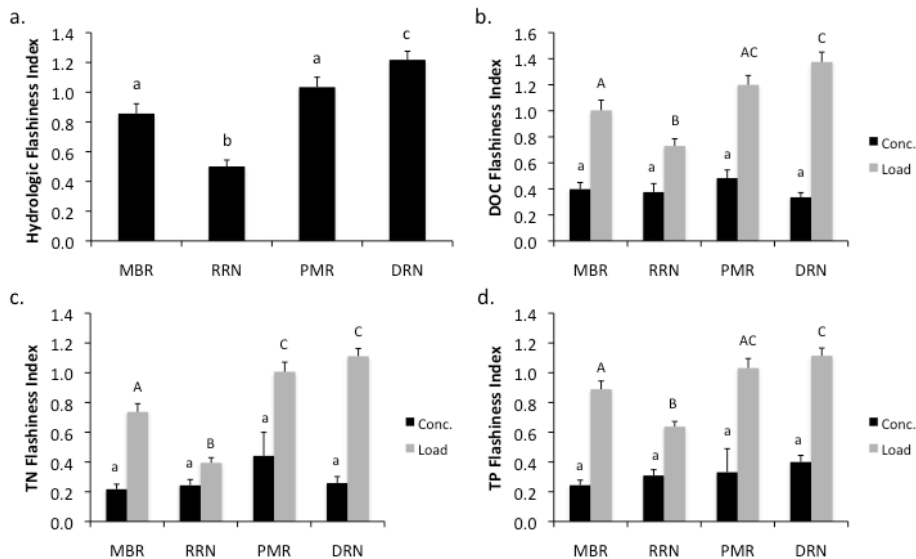 a.
Hydrologic Flashiness Index
1.4
1.2
1.0
0.8
0.6
0.4
0.2
0.0
a
b
a
c
MBR RRN PMR DRN
b.
DOC Flashiness Index
1.6
1.4
1.2
1.0
0.8
0.6
0.4
0.2
0.0
a A
a B
a AC
a C
MBR RRN PMR DRN
Conc.
Load
c.
TN Flashiness Index
1.4
1.2
1.0
0.8
0.6
0.4
0.2
0.0
a A
a B
a C
a C
MBR RRN PMR DRN
Conc.
Load
d.
TP Flashiness Index
1.4
1.2
1.0
0.8
0.6
0.4
0.2
0.0
a A
a B
a AC
a C
MBR RRN PMR DRN
Conc.
Load